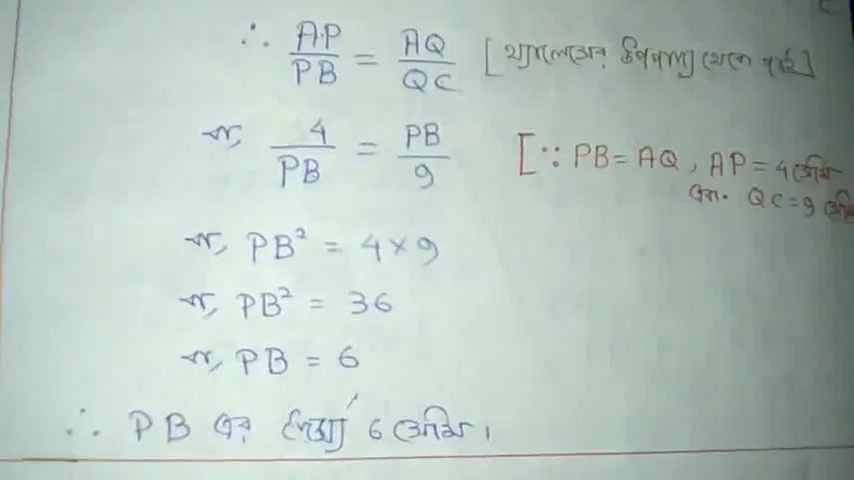 ∴ AP/PB = AQ/QC [থ্যালেসের উপপাদ্য থেকে পাই]
বা, 4/PB = PB/9 [∵ PB = AQ, AP = 4 সেমি
এবং QC = 9 সেমি
বা, PB² = 4 × 9
বা, PB² = 36
বা, PB = 6
∴ PB এর দৈর্ঘ্য 6 সেমি।